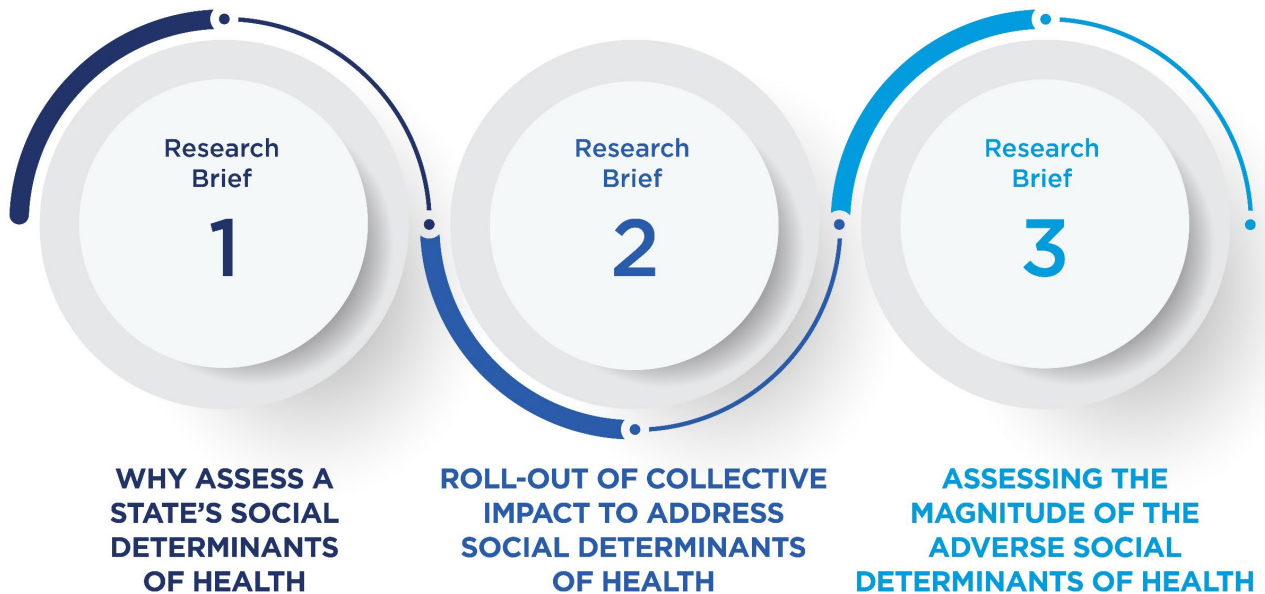 Research
Brief
1
WHY ASSESS A
STATE’S SOCIAL
DETERMINANTS
OF HEALTH
Research
Brief
2
ROLL-OUT OF COLLECTIVE
IMPACT TO ADDRESS
SOCIAL DETERMINANTS
OF HEALTH
Research
Brief
3
ASSESSING THE
MAGNITUDE OF THE
ADVERSE SOCIAL
DETERMINANTS OF HEALTH